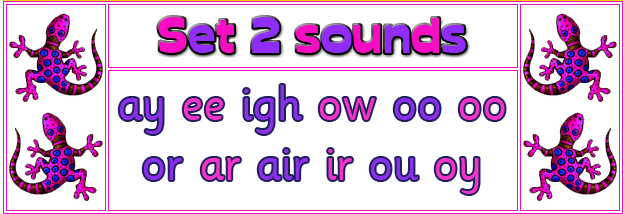 Set 2 sounds
ay ee igh ow oo oo
or ar air ir ou oy